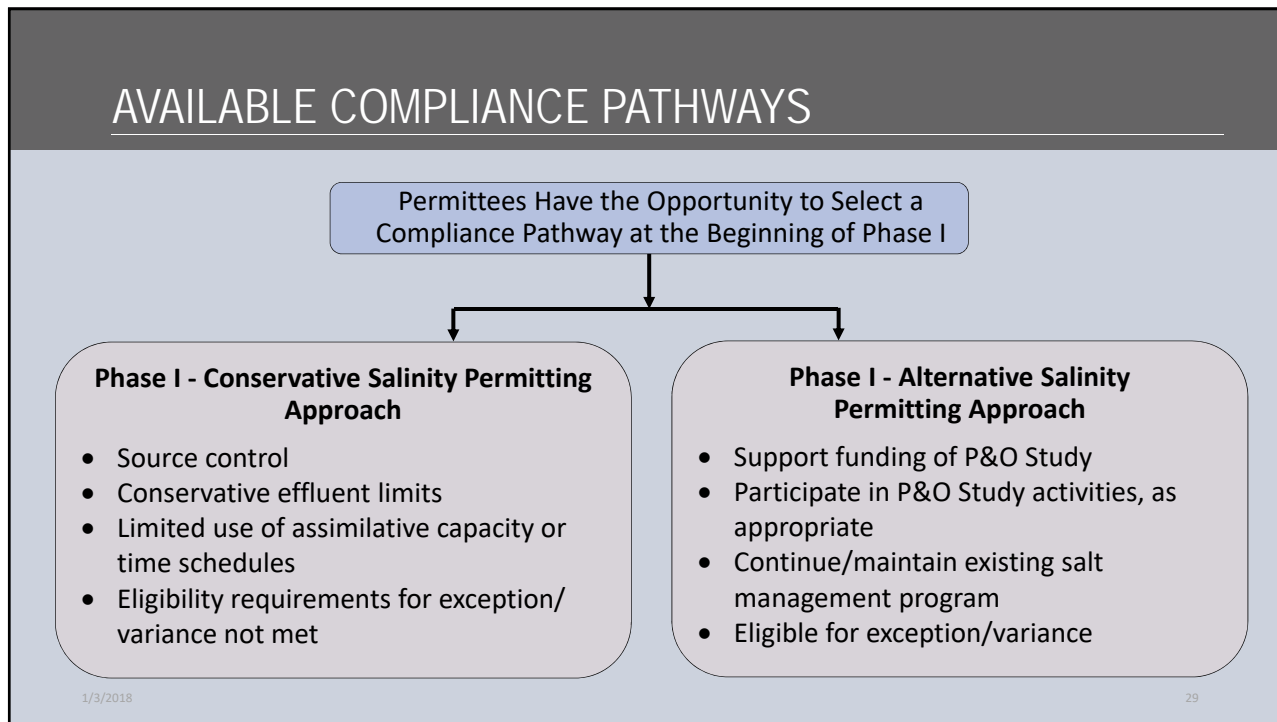 AVAILABLE COMPLIANCE PATHWAYS
Permittees Have the Opportunity to Select a
Compliance Pathway at the Beginning of Phase I
Phase I - Conservative Salinity Permitting
Approach
• Source control
• Conservative effluent limits
• Limited use of assimilative capacity or
time schedules
• Eligibility requirements for exception/
variance not met
Phase I - Alternative Salinity
Permitting Approach
• Support funding of P&O Study
• Participate in P&O Study activities, as
appropriate
• Continue/maintain existing salt
management program
• Eligible for exception/variance
1/3/2018
29